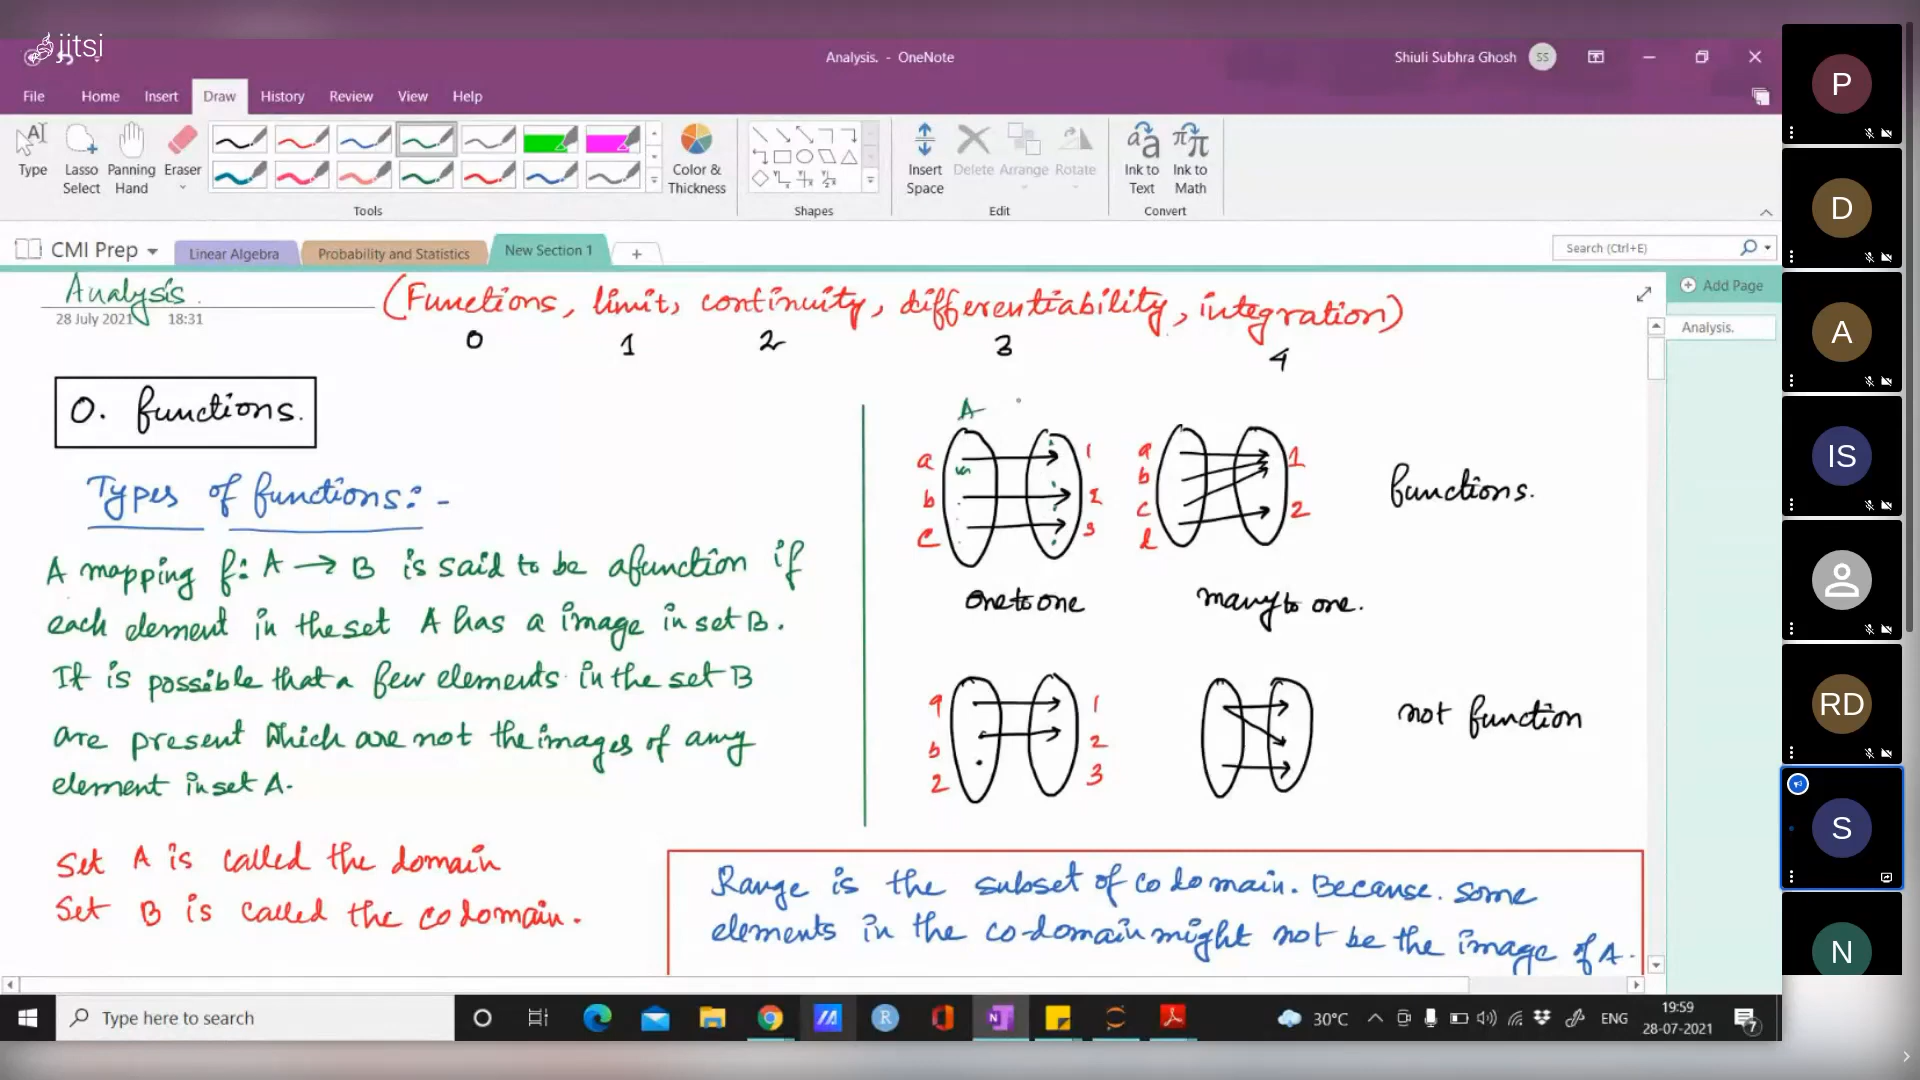 jitsi
Analysis. - OneNote
Shiuli Subhra Ghosh
SS
File
Home
Insert
Draw
History
Review
View
Help
Type
Lasso
Select
Panning
Hand
Eraser
Color &
Thickness
Insert
Space
Delete
Arrange
Rotate
Ink to
Text
Ink to
Math
Tools
Shapes
Edit
Convert
CMI Prep
Linear Algebra
Probability and Statistics
New Section 1
Search (Ctrl+E)
Add Page
Analysis.
Analysis.
28 July 2021 18:31
(Functions, limit, continuity, differentiability, integration)
0 1 2 3 4
0. functions.
Types of functions: -
A mapping f: A → B is said to be a function if
each element in the set A has a image in set B.
It is possible that a few elements in the set B
are present which are not the images of any
element in set A.
Set A is called the domain
Set B is called the codomain.
A
a 1
b 2
c 3
one to one
a 1
b
c 2
d
many to one.
functions.
a 1
b 2
2 3
not function
Range is the subset of co domain. Because. some
elements in the co-domain might not be the image of A.
P
D
A
IS
RD
S
N
Type here to search
30°C
ENG
19:59
28-07-2021
7